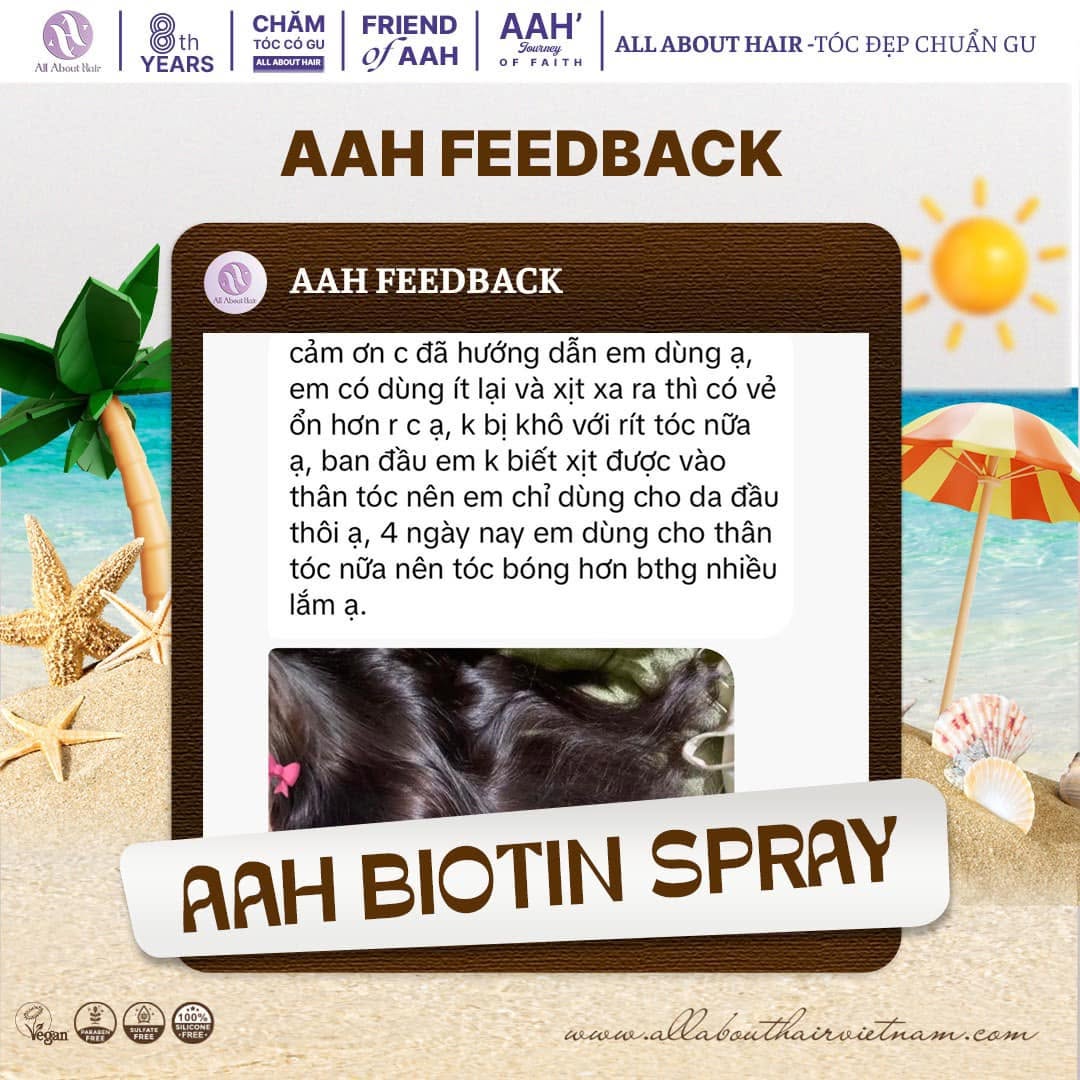 All About Hair
8th
YEARS
CHĂM
TÓC CÓ GU
ALL ABOUT HAIR
FRIEND
of AAH
AAH'
Journey
OF FAITH
ALL ABOUT HAIR -TÓC ĐẸP CHUẨN GU
AAH FEEDBACK
All About Hair
AAH FEEDBACK
cảm ơn c đã hướng dẫn em dùng ạ,
em có dùng ít lại và xịt xa ra thì có vẻ
ổn hơn r c ạ, k bị khô với rít tóc nữa
ạ, ban đầu em k biết xịt được vào
thân tóc nên em chỉ dùng cho da đầu
thôi ạ, 4 ngày nay em dùng cho thân
tóc nữa nên tóc bóng hơn bthg nhiều
lắm ạ.
AAH BIOTIN SPRAY
Vegan
PARABEN
FREE
SULFATE
FREE
100%
SILICONE
FREE
www.allabouthairvietnam.com